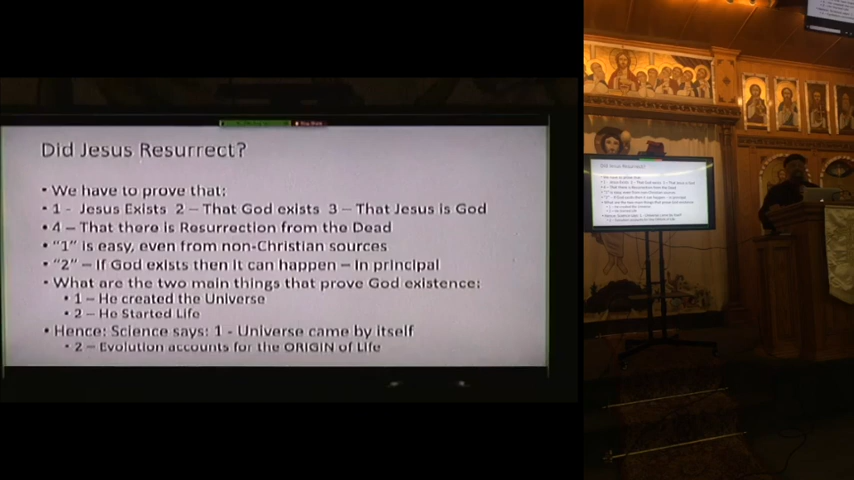 Did Jesus Resurrect?
• We have to prove that:
• 1 - Jesus Exists 2 – That God exists 3 – That Jesus is God
• 4 – That there is Resurrection from the Dead
• "1" is easy, even from non-Christian sources
• "2" – If God exists then it can happen – in principal
• What are the two main things that prove God existence:
• 1 – He created the Universe
• 2 – He Started Life
• Hence: Science says: 1 - Universe came by itself
• 2 – Evolution accounts for the ORIGIN of Life
Did Jesus Resurrect?